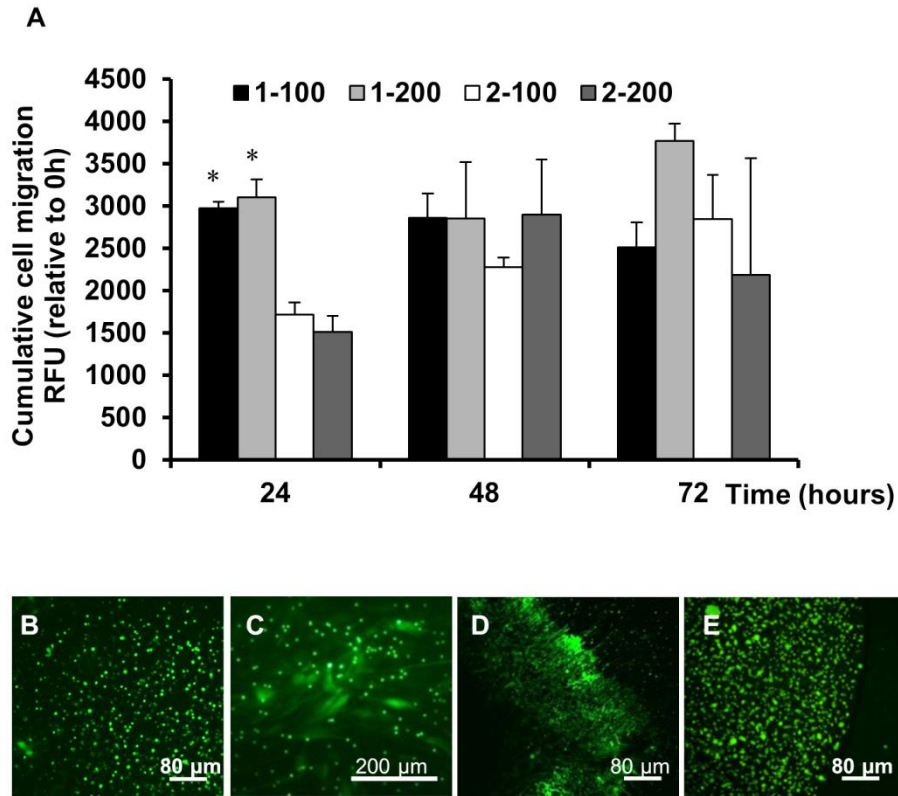 A
Cumulative cell migration
RFU (relative to 0h)
4500
4000
3500
3000
2500
2000
1500
1000
500
0
1-100 1-200 2-100 2-200
* *
24 48 72 Time (hours)
B C D E
80 µm 200 µm 80 µm 80 µm